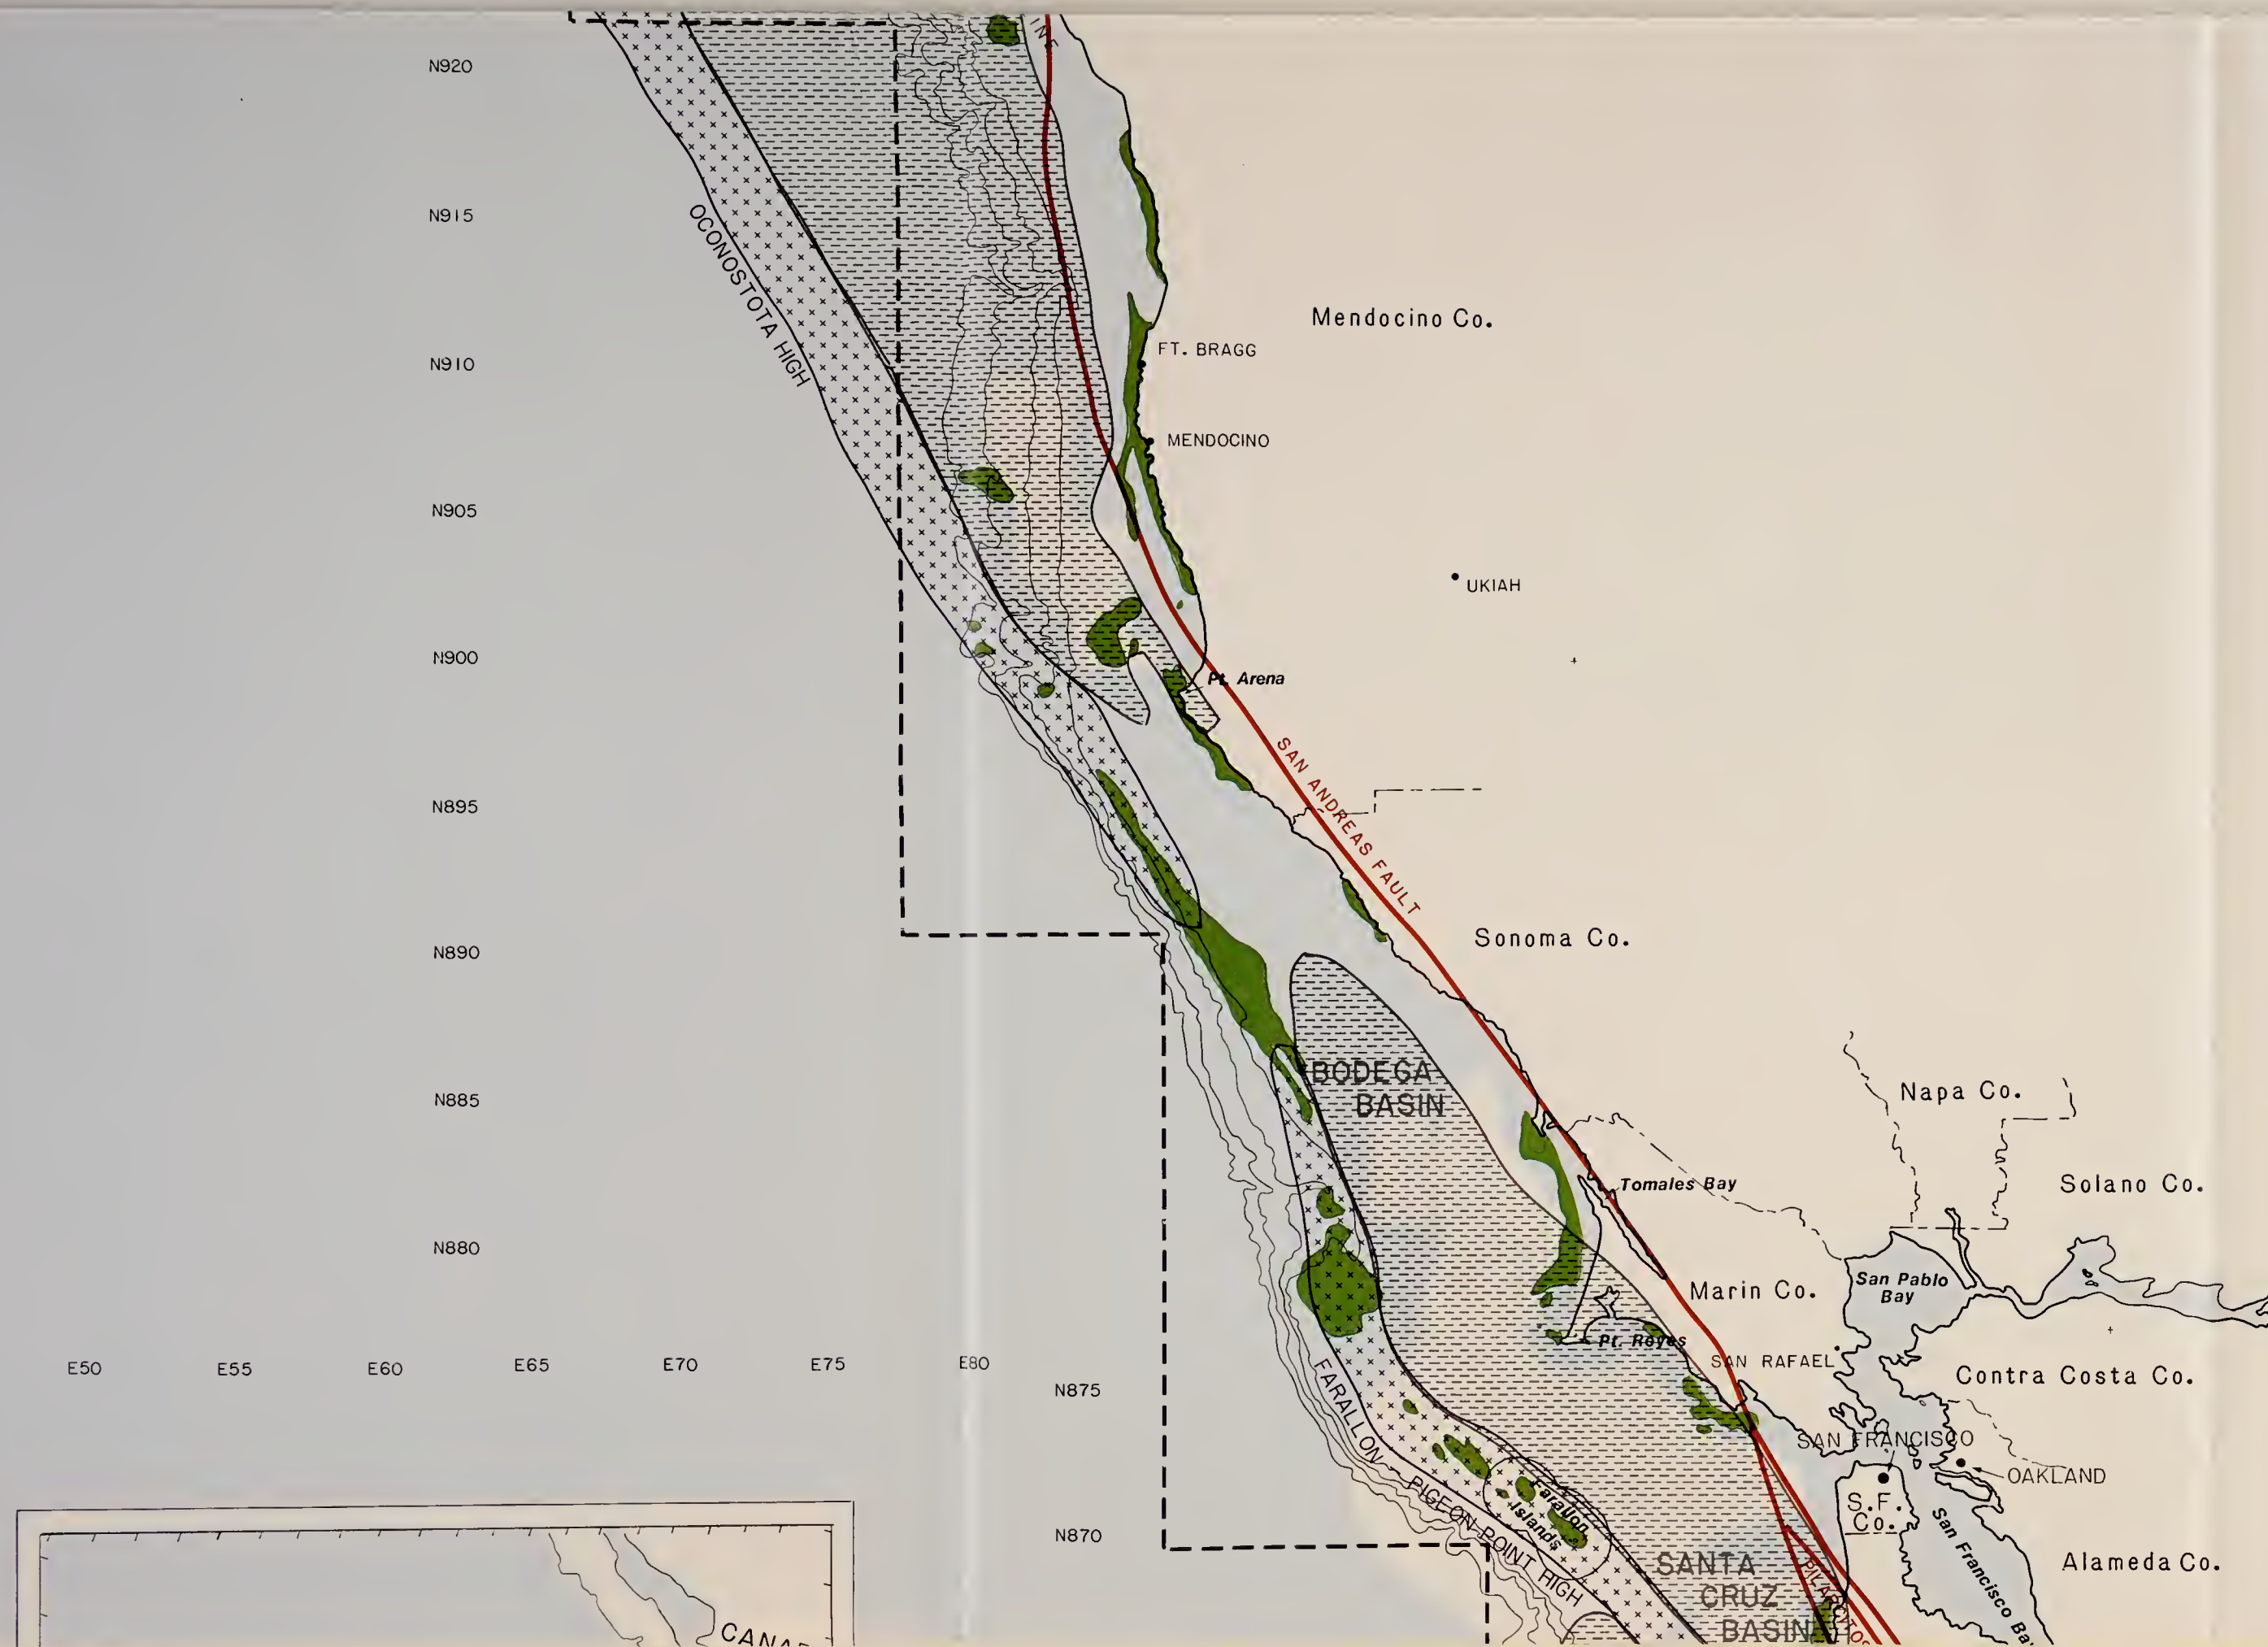 N920
N915
OCONOSTOTA HIGH
Mendocino Co.
FT. BRAGG
N910
MENDOCINO
N905
UKIAH
N900
Pt. Arena
SAN ANDREAS FAULT
N895
Sonoma Co.
N890
BODEGA
BASIN
N885
Napa Co.
Tomales Bay
Solano Co.
N880
San Pablo
Bay
Marin Co.
Pt. Reyes
SAN RAFAEL
E50
E55
E60
E65
E70
E75
E80
N875
Contra Costa Co.
FARALLON – PIGEON POINT HIGH
SAN FRANCISCO
OAKLAND
Farallon
Islands
S.F.
Co.
San Francisco Ba
N870
SANTA
CRUZ
BASIN
PILARCITOS
Alameda Co.